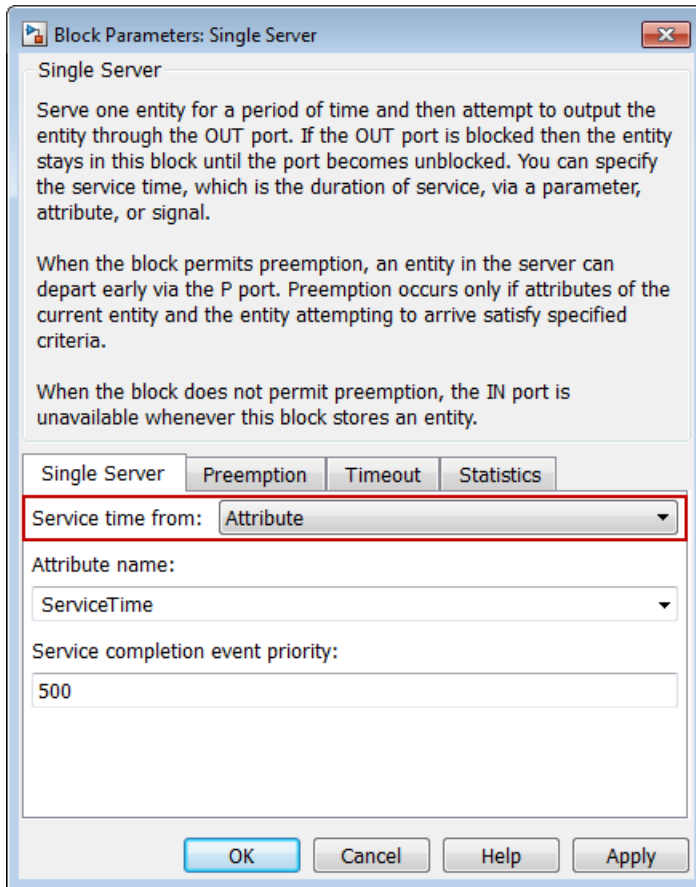 Block Parameters: Single Server
Single Server
Serve one entity for a period of time and then attempt to output the
entity through the OUT port. If the OUT port is blocked then the entity
stays in this block until the port becomes unblocked. You can specify
the service time, which is the duration of service, via a parameter,
attribute, or signal.
When the block permits preemption, an entity in the server can
depart early via the P port. Preemption occurs only if attributes of the
current entity and the entity attempting to arrive satisfy specified
criteria.
When the block does not permit preemption, the IN port is
unavailable whenever this block stores an entity.
Single Server Preemption Timeout Statistics
Service time from: Attribute
Attribute name:
ServiceTime
Service completion event priority:
500
OK Cancel Help Apply